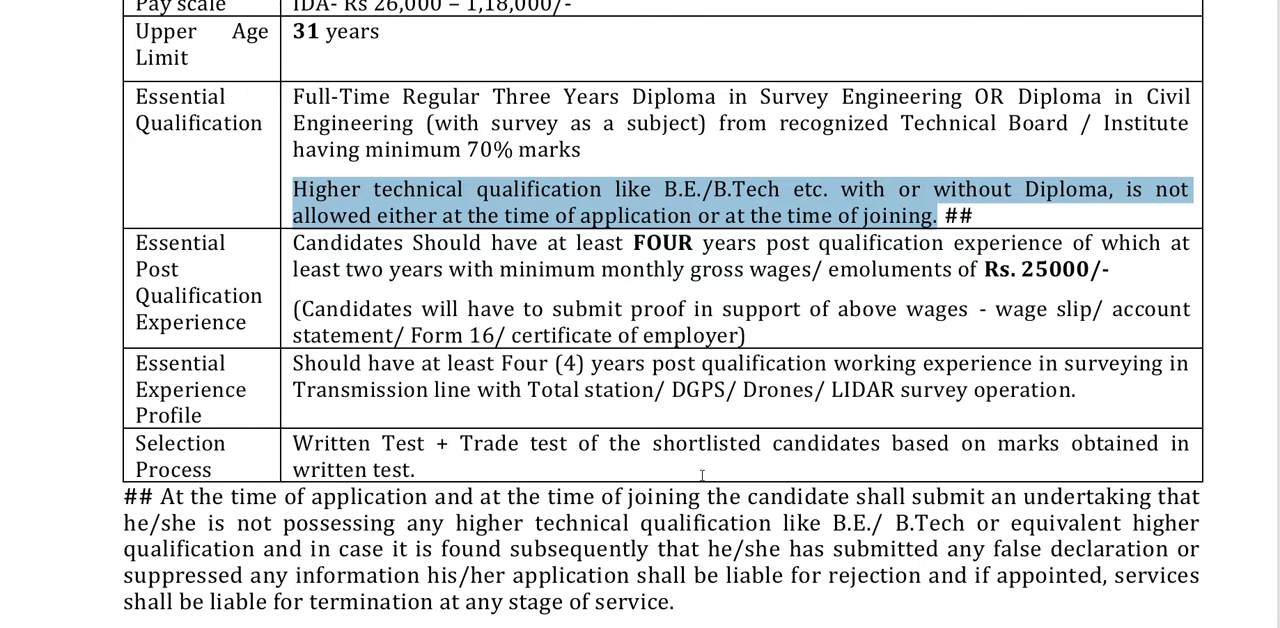 Pay scale IDA- Rs 26,000 – 1,18,000/-
Upper Age Limit
31 years
Essential Qualification
Full-Time Regular Three Years Diploma in Survey Engineering OR Diploma in Civil
Engineering (with survey as a subject) from recognized Technical Board / Institute
having minimum 70% marks
Higher technical qualification like B.E./B.Tech etc. with or without Diploma, is not
allowed either at the time of application or at the time of joining. ##
Essential
Post
Qualification
Experience
Candidates Should have at least FOUR years post qualification experience of which at
least two years with minimum monthly gross wages/ emoluments of Rs. 25000/-
(Candidates will have to submit proof in support of above wages - wage slip/ account
statement/ Form 16/ certificate of employer)
Essential
Experience
Profile
Should have at least Four (4) years post qualification working experience in surveying in
Transmission line with Total station/ DGPS/ Drones/ LIDAR survey operation.
Selection
Process
Written Test + Trade test of the shortlisted candidates based on marks obtained in
written test.
## At the time of application and at the time of joining the candidate shall submit an undertaking that
he/she is not possessing any higher technical qualification like B.E./ B.Tech or equivalent higher
qualification and in case it is found subsequently that he/she has submitted any false declaration or
suppressed any information his/her application shall be liable for rejection and if appointed, services
shall be liable for termination at any stage of service.